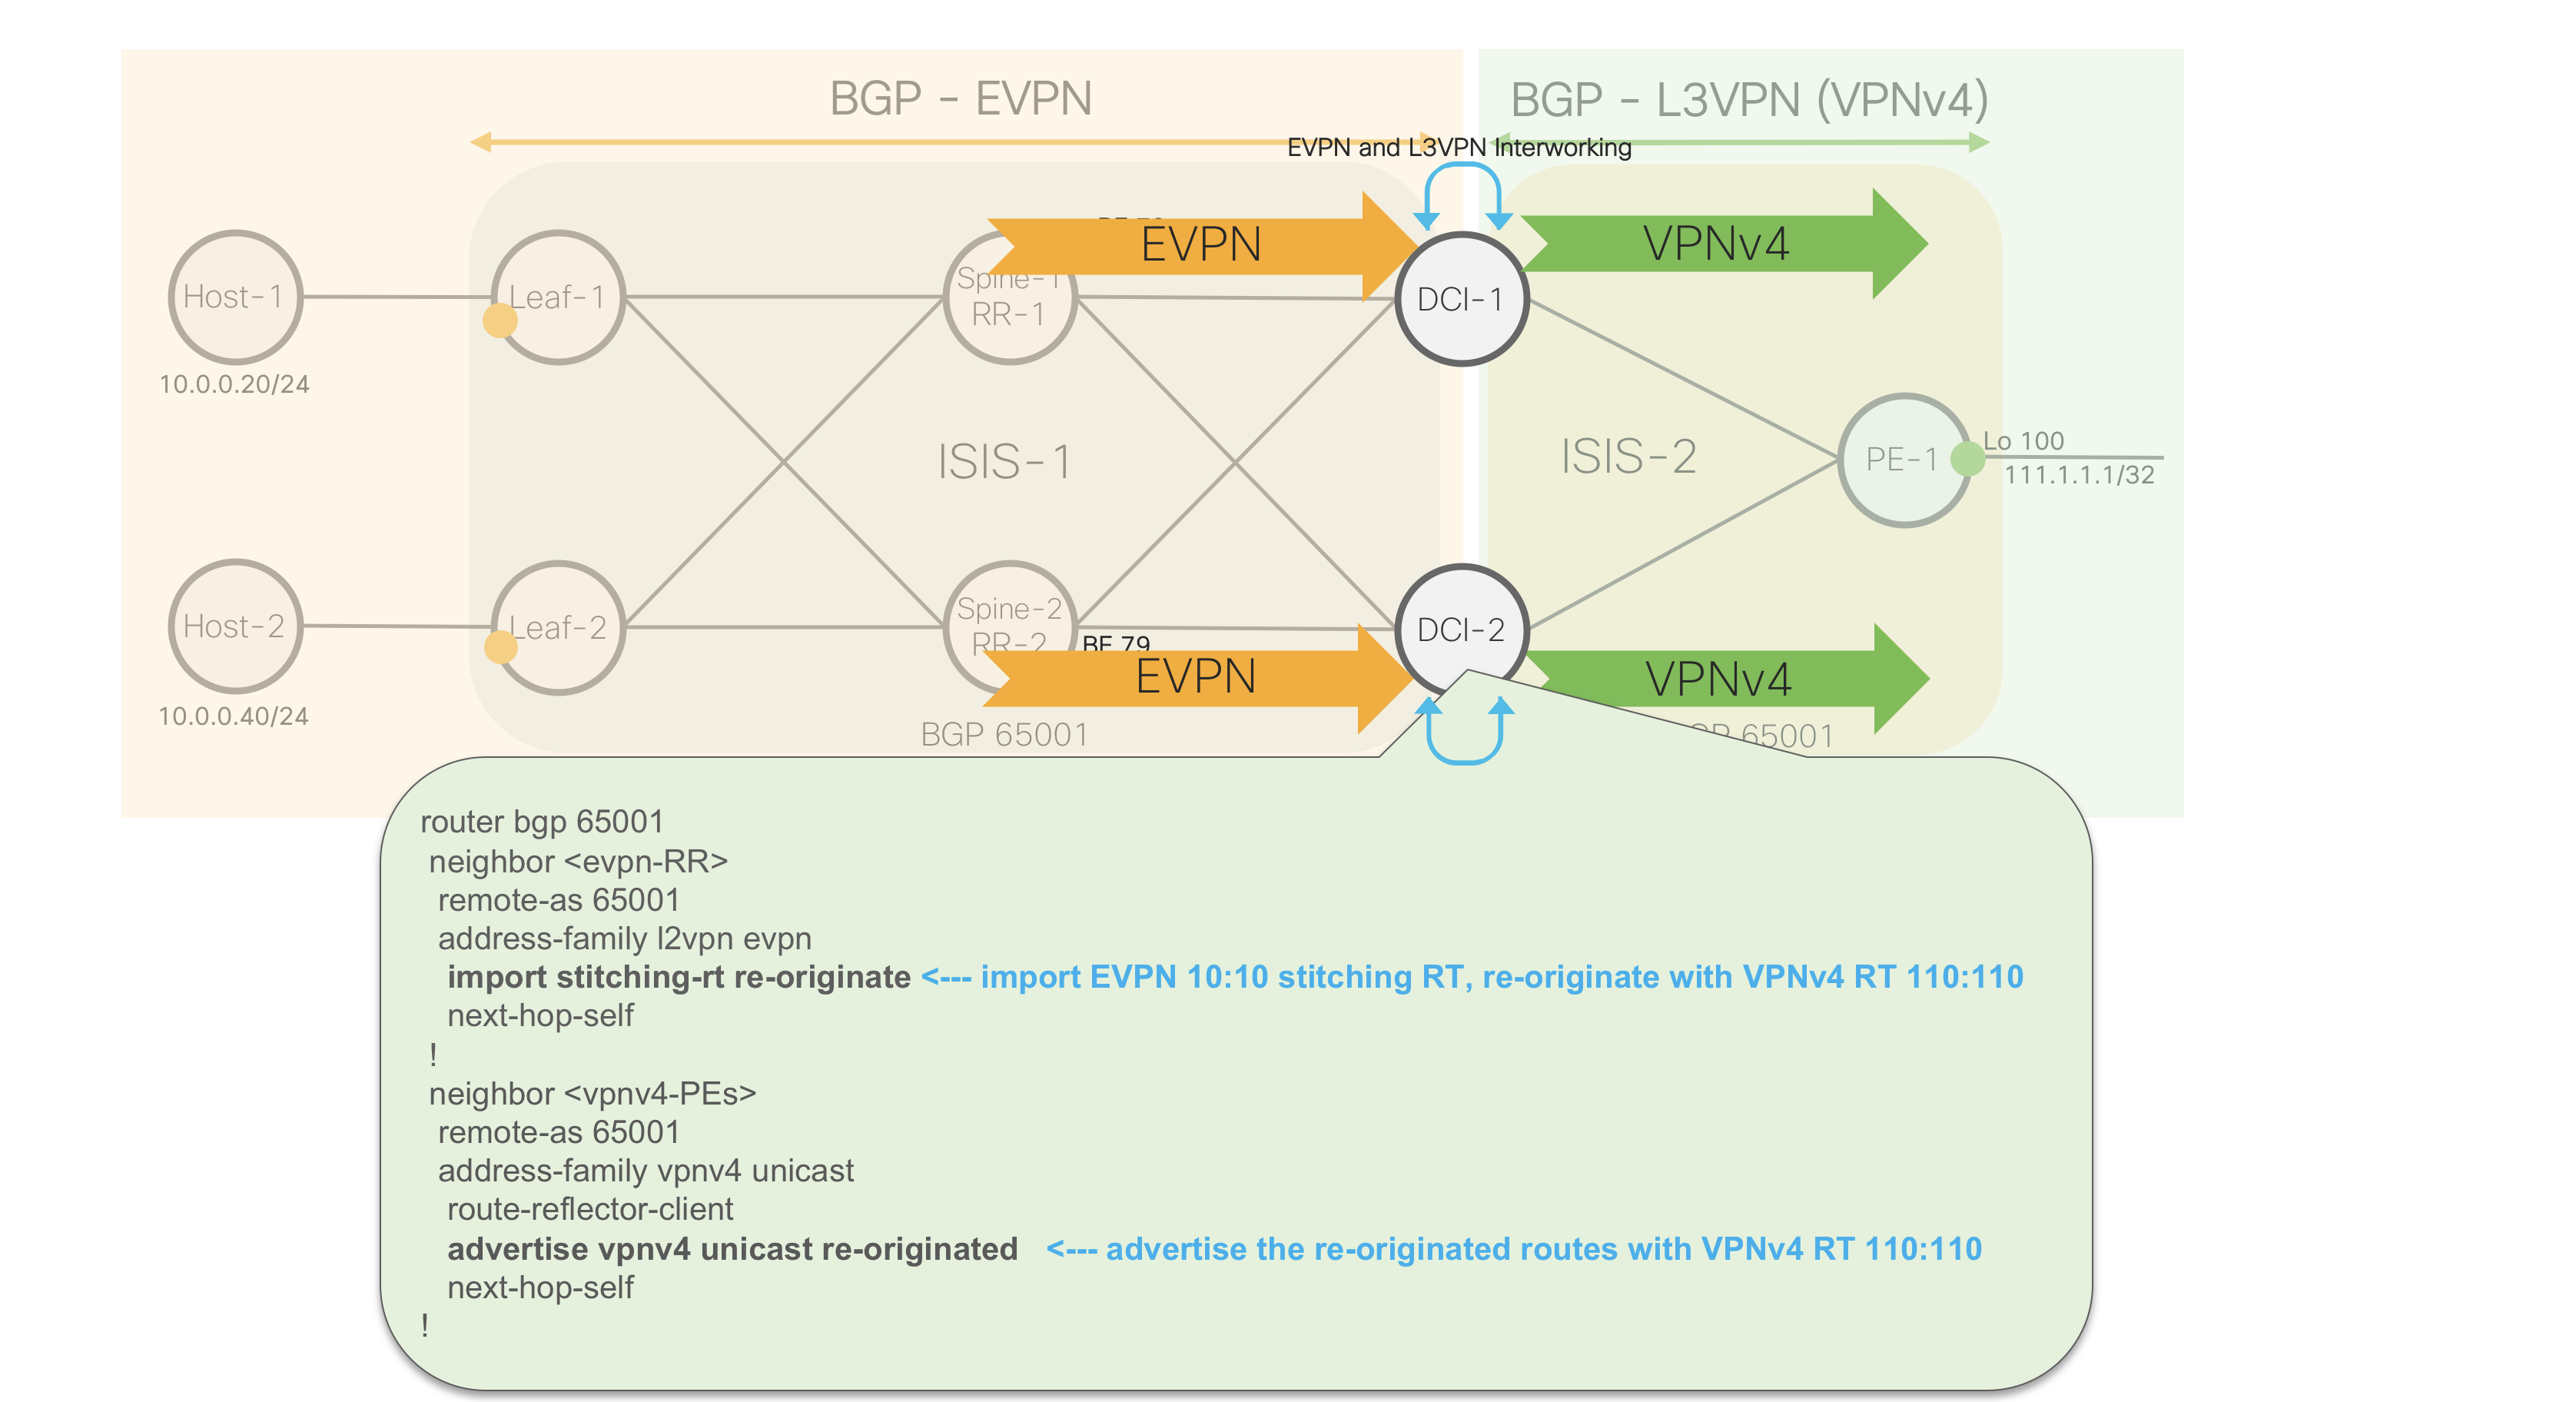 BGP - EVPN
BGP - L3VPN (VPNv4)
EVPN and L3VPN Interworking
EVPN
VPNv4
Host-1
Leaf-1
Spine-1
RR-1
DCI-1
10.0.0.20/24
ISIS-1
ISIS-2
PE-1
Lo 100
111.1.1.1/32
Host-2
Leaf-2
Spine-2
RR-2
BE 79
DCI-2
EVPN
VPNv4
10.0.0.40/24
BGP 65001
65001
router bgp 65001
neighbor <evpn-RR>
remote-as 65001
address-family l2vpn evpn
import stitching-rt re-originate <--- import EVPN 10:10 stitching RT, re-originate with VPNv4 RT 110:110
next-hop-self
!
neighbor <vpnv4-PEs>
remote-as 65001
address-family vpnv4 unicast
route-reflector-client
advertise vpnv4 unicast re-originated <--- advertise the re-originated routes with VPNv4 RT 110:110
next-hop-self
!